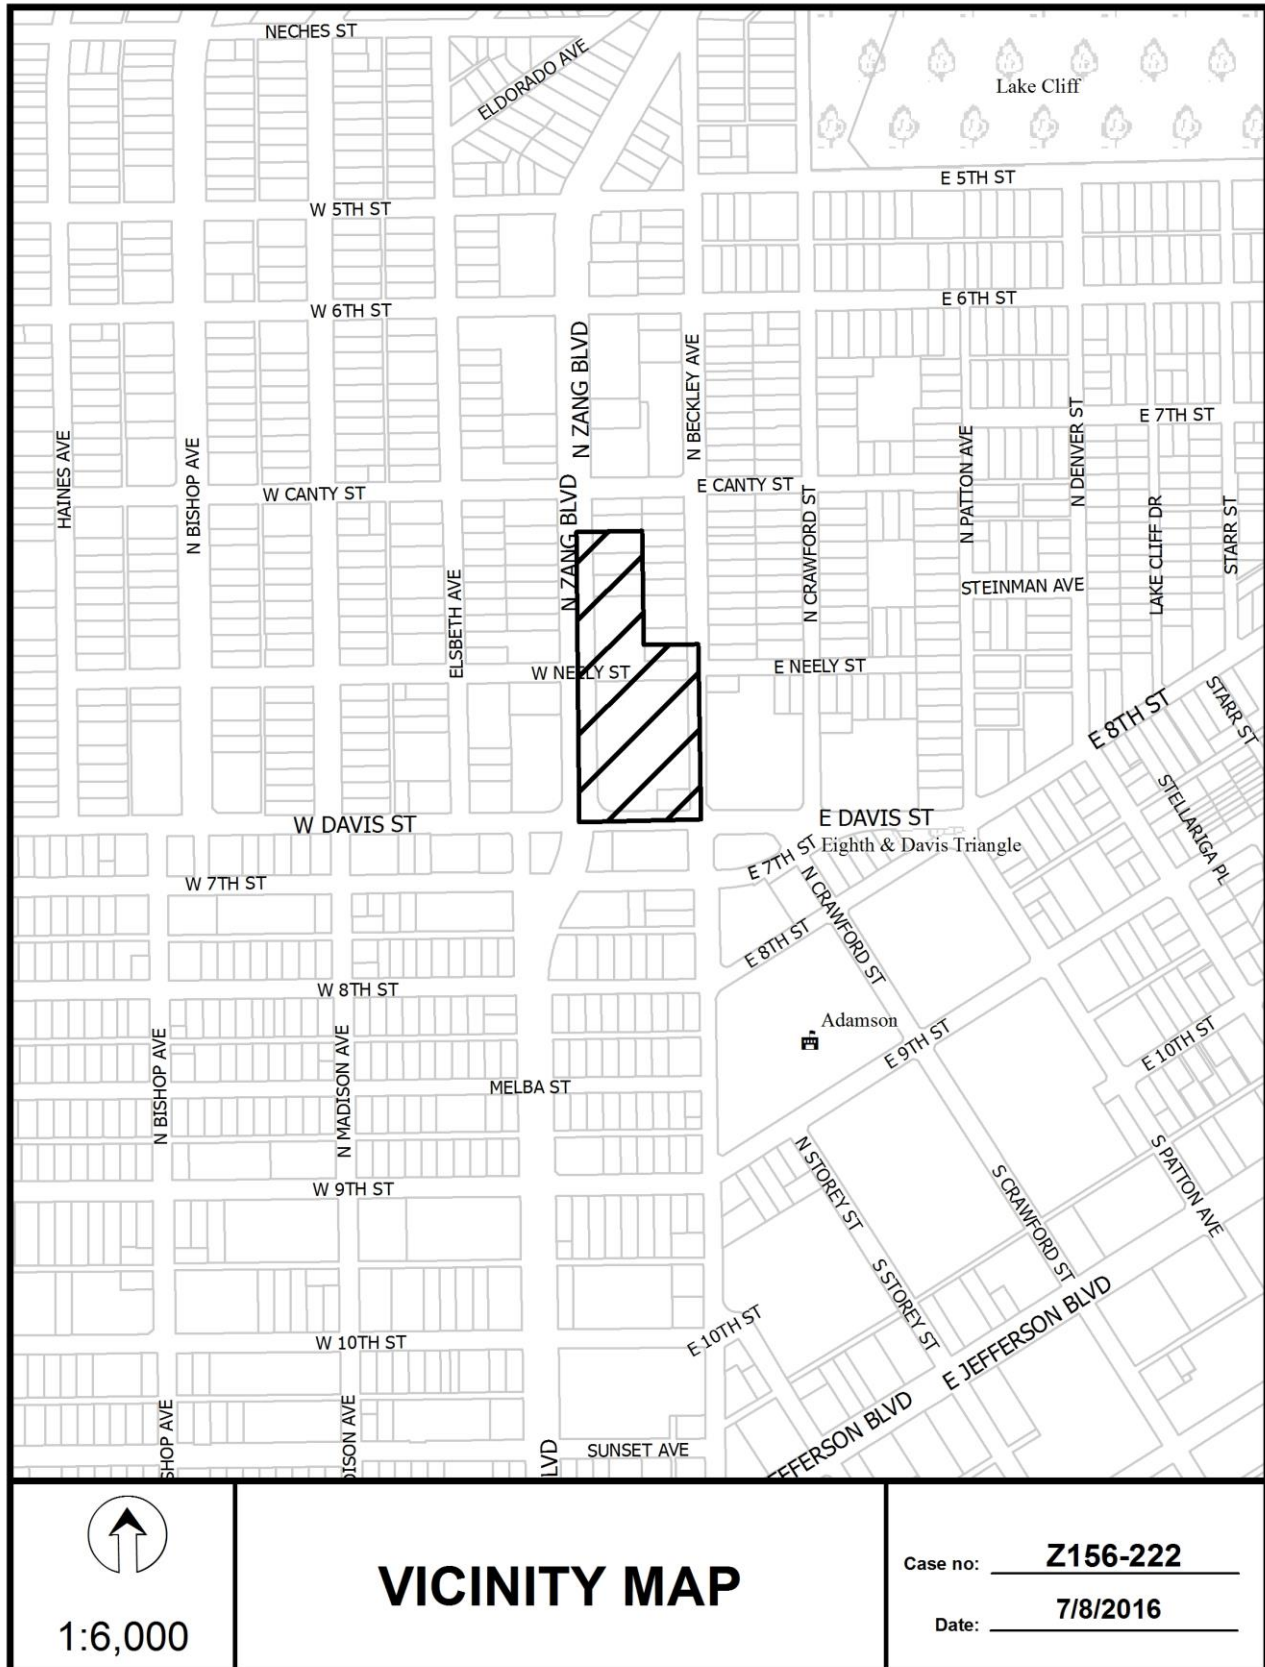 NECHES ST
ELDORADO AVE
Lake Cliff
E 5TH ST
W 5TH ST
E 6TH ST
W 6TH ST
N ZANG BLVD
N BECKLEY AVE
N DENVER ST
E 7TH ST
HAINES AVE
N BISHOP AVE
N PATTON AVE
W CANTY ST
N ZANG BLVD
E CANTY ST
N CRAWFORD ST
LAKE CLIFF DR
STARR ST
N ZANG BLVD
ELSBETH AVE
STEINMAN AVE
W NEELY ST
E NEELY ST
E 8TH ST
STARR ST
STELLARIGA PL
W DAVIS ST
E DAVIS ST
Eighth & Davis Triangle
E 7TH ST
W 7TH ST
N CRAWFORD ST
E 8TH ST
W 8TH ST
Adamson
E 9TH ST
E 10TH ST
N BISHOP AVE
N MADISON AVE
MELBA ST
N STOREY ST
S PATTON AVE
W 9TH ST
S CRAWFORD ST
S STOREY ST
E 10TH ST
W 10TH ST
E JEFFERSON BLVD
SHOP AVE
DISON AVE
LVD
SUNSET AVE
EFFERSON BLVD
1:6,000
VICINITY MAP
Case no: Z156-222
Date: 7/8/2016